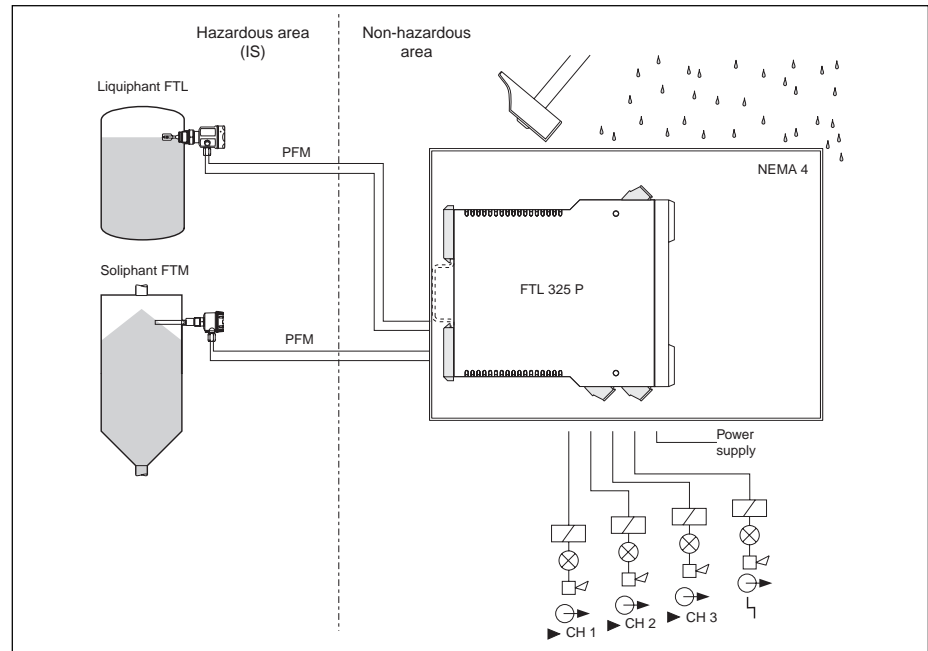 Hazardous area
(IS)
Non-hazardous
area
Liquiphant FTL
PFM
NEMA 4
Soliphant FTM
FTL 325 P
PFM
Power
supply
CH 1
CH 2
CH 3